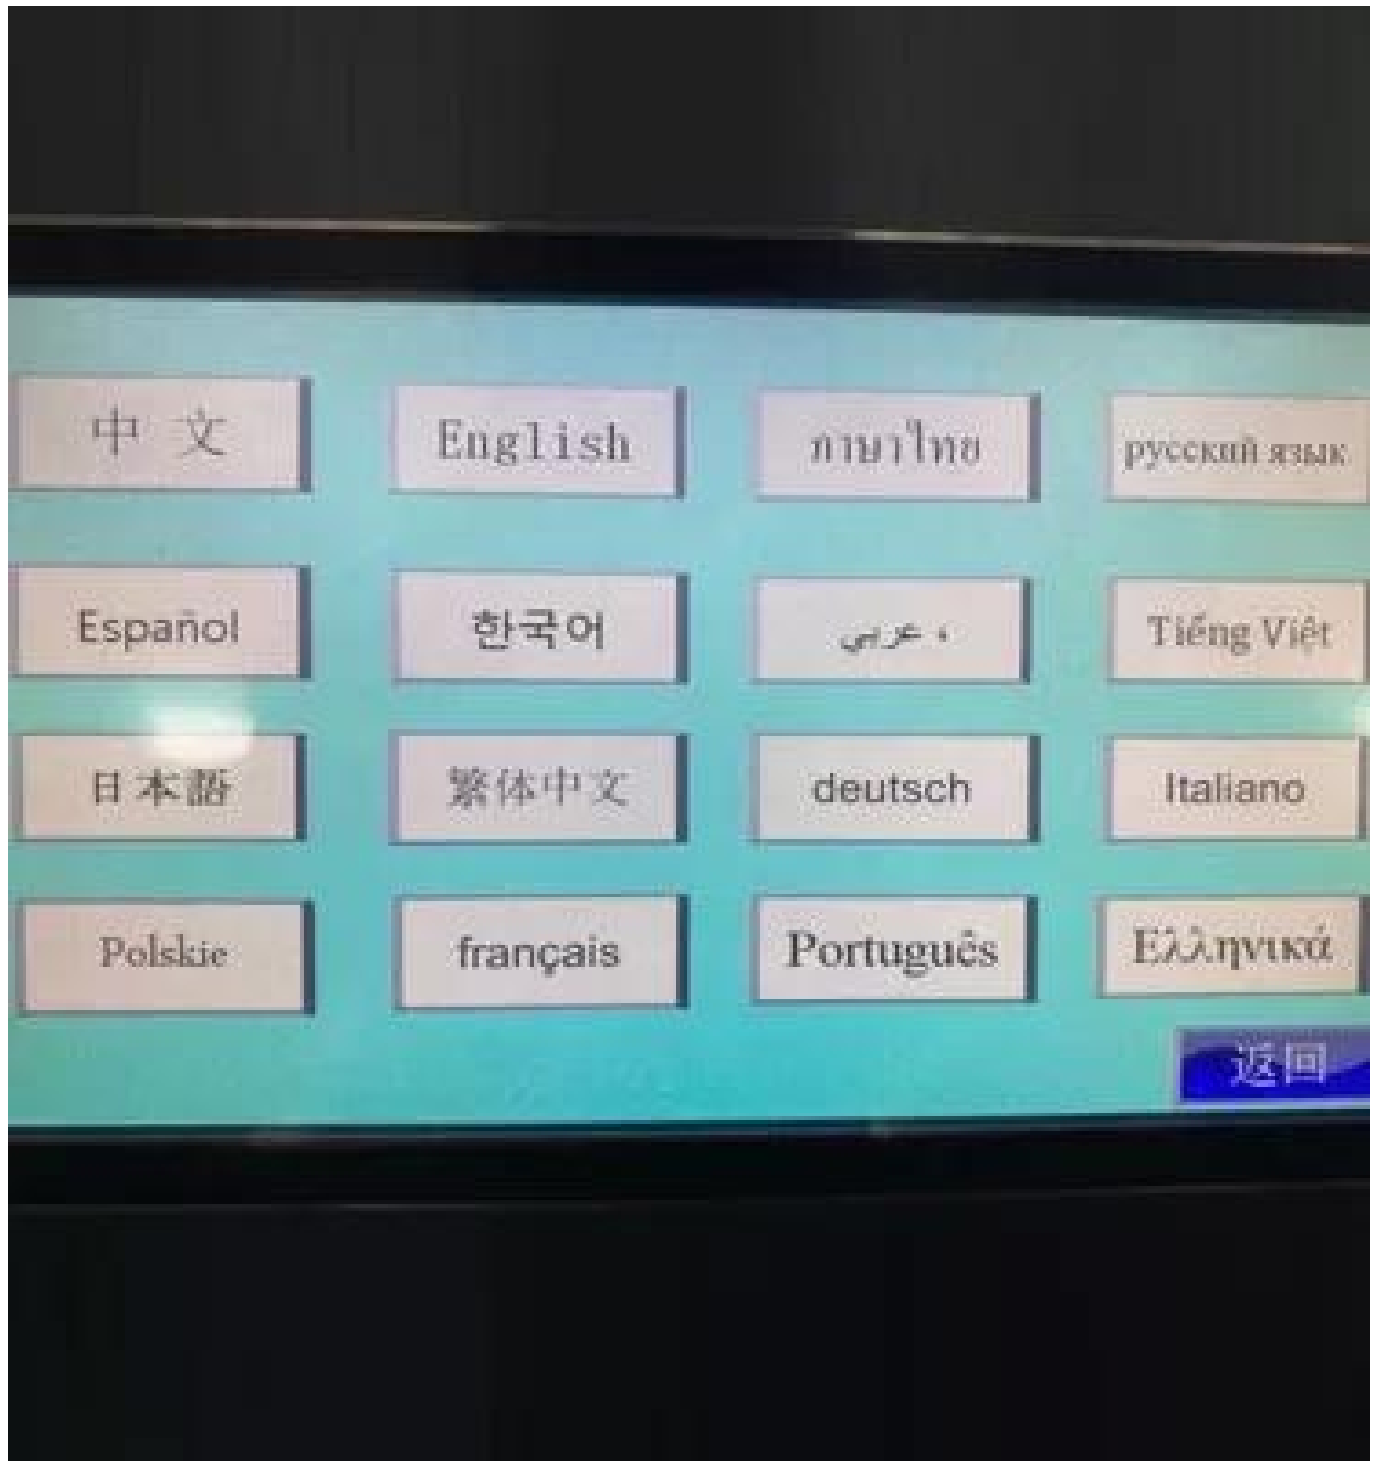 中文 English ภาษาไทย русский язык
Español 한국어 ، عربي Tiếng Việt
日本語 繁体中文 deutsch Italiano
Polskie français Português Ελληνικά
返回